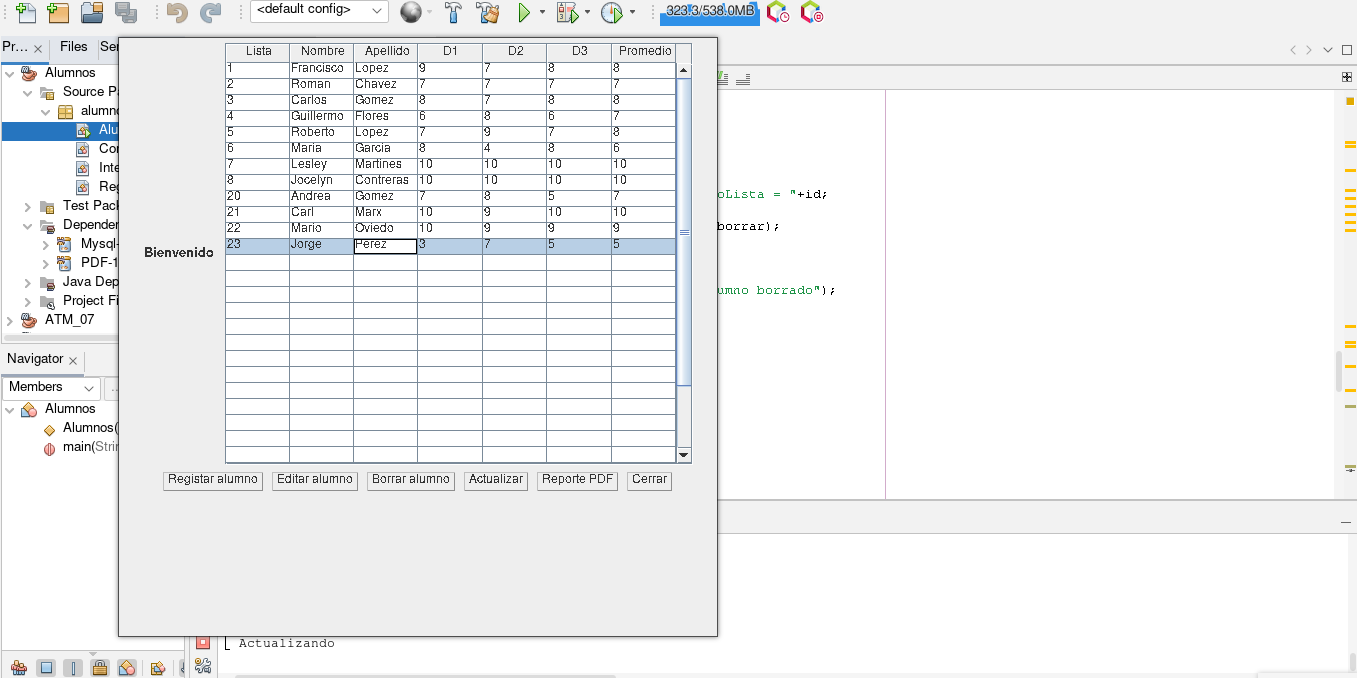 <default config>
323.3/538.0MB
Pr...
Files
Ser
Alumnos
Source Pa
alumno
Alu
Cor
Inte
Reg
Test Pack
Depender
Mysql-
PDF-1
Java Dep
Project Fi
ATM_07
Navigator
Members
Alumnos
Alumnos(
main(Strin
Lista Nombre Apellido D1 D2 D3 Promedio
1 Francisco Lopez 9 7 8 8
2 Roman Chavez 7 7 7 7
3 Carlos Gomez 8 7 8 8
4 Guillermo Flores 6 8 6 7
5 Roberto Lopez 7 9 7 8
6 Maria Garcia 8 4 8 6
7 Lesley Martines 10 10 10 10
8 Jocelyn Contreras 10 10 10 10
20 Andrea Gomez 7 8 5 7
21 Carl Marx 10 9 10 10
22 Mario Oviedo 10 9 9 9
23 Jorge Perez 3 7 5 5
Bienvenido
Registar alumno Editar alumno Borrar alumno Actualizar Reporte PDF Cerrar
oLista = "+id;
borrar);
umno borrado");
Actualizando